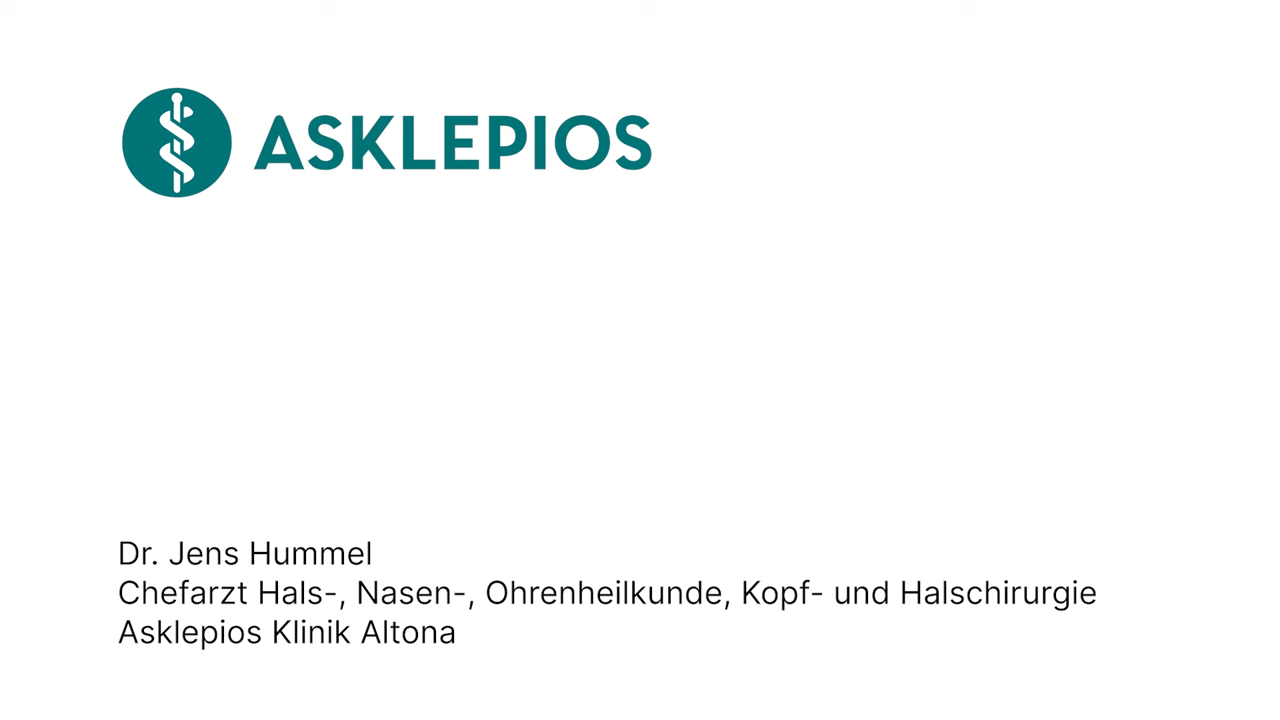 ASKLEPIOS
Dr. Jens Hummel
Chefarzt Hals-, Nasen-, Ohrenheilkunde, Kopf- und Halschirurgie
Asklepios Klinik Altona